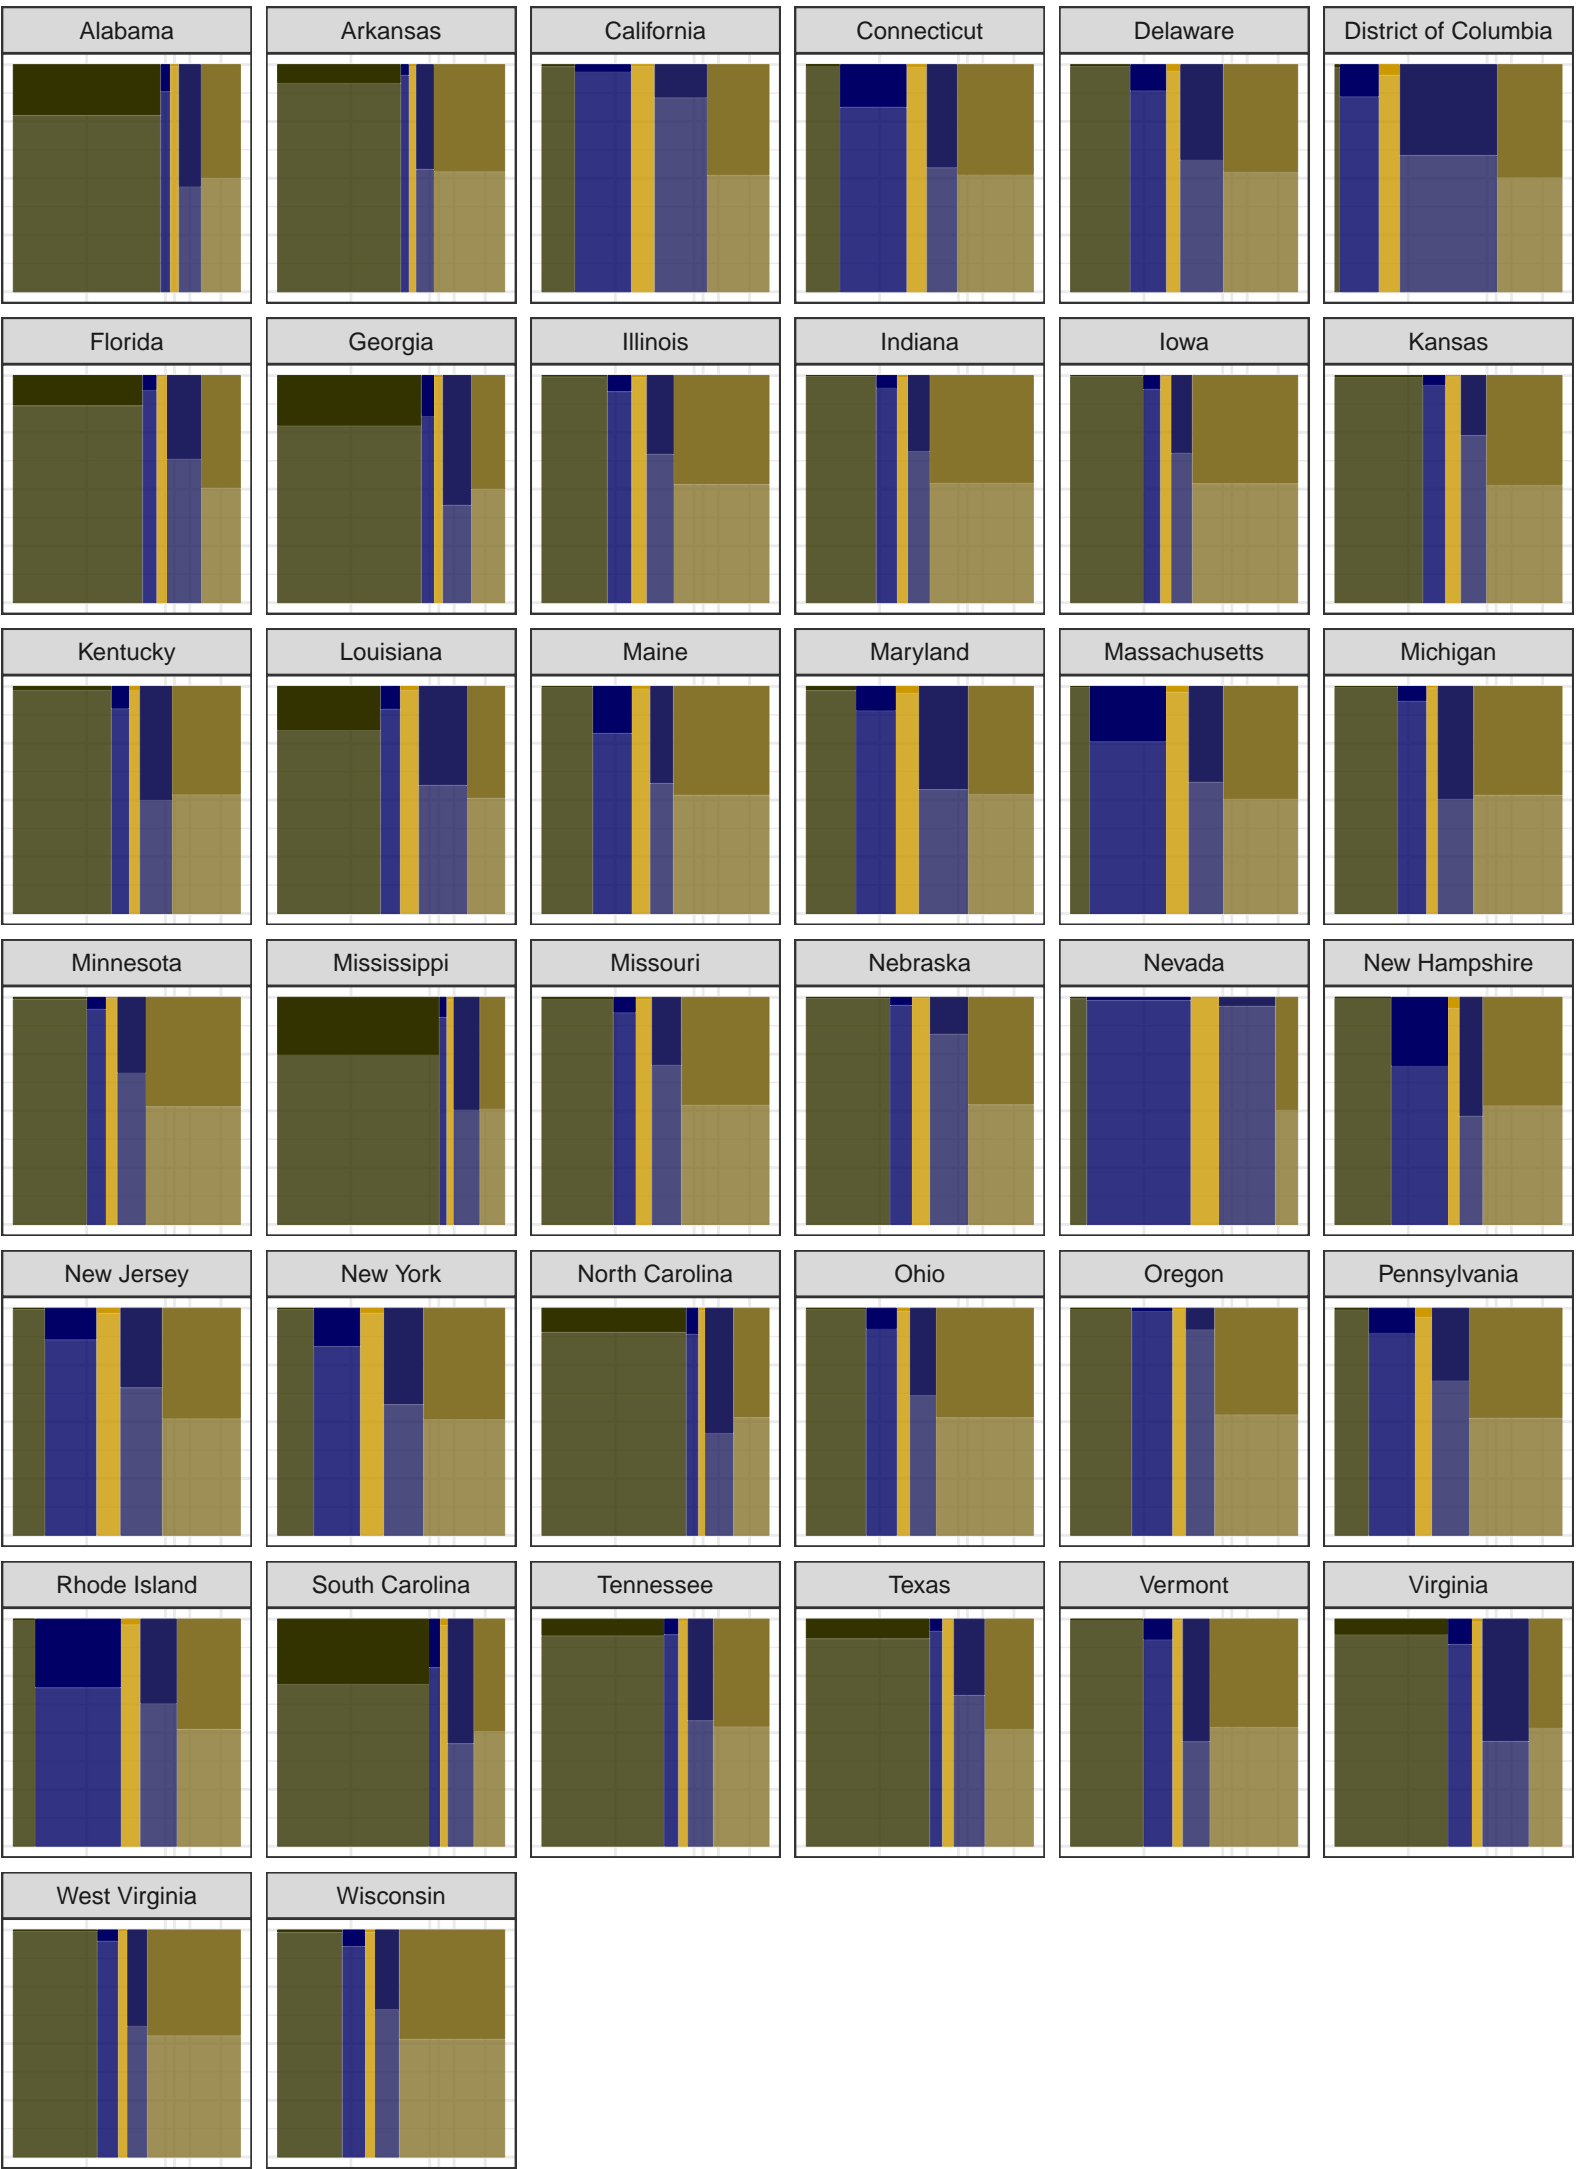 Alabama
Arkansas
California
Connecticut
Delaware
District of Columbia
Florida
Georgia
Illinois
Indiana
Iowa
Kansas
Kentucky
Louisiana
Maine
Maryland
Massachusetts
Michigan
Minnesota
Mississippi
Missouri
Nebraska
Nevada
New Hampshire
New Jersey
New York
North Carolina
Ohio
Oregon
Pennsylvania
Rhode Island
South Carolina
Tennessee
Texas
Vermont
Virginia
West Virginia
Wisconsin